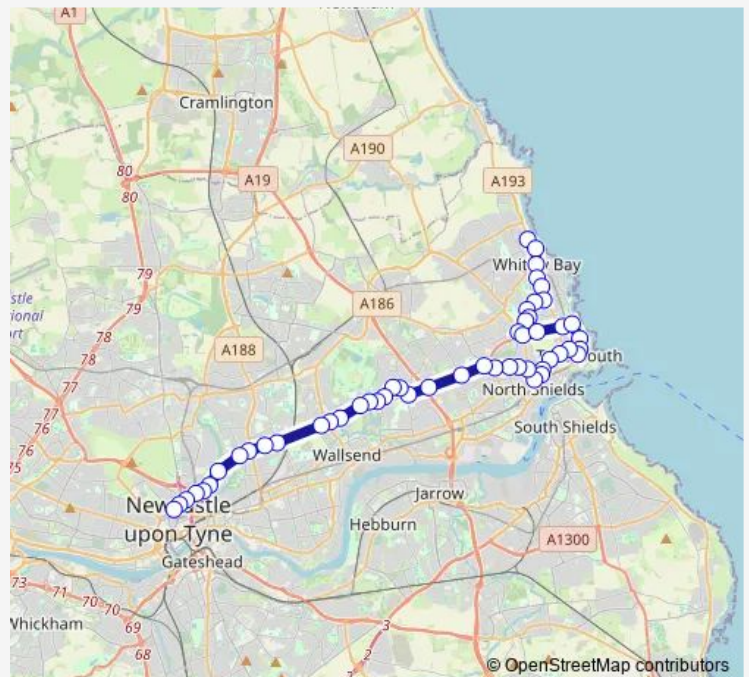 A1
Cramlington
A190
A19
A193
80
80
Whitley Bay
79
79
A186
78
78
A188
77
77
76
76
75
North Shields
South Shields
Wallsend
Jarrow
Newcastle
upon Tyne
Hebburn
A1300
Gateshead
73
71
70
70
69
68
Whickham
3
2
© OpenStreetMap contributors